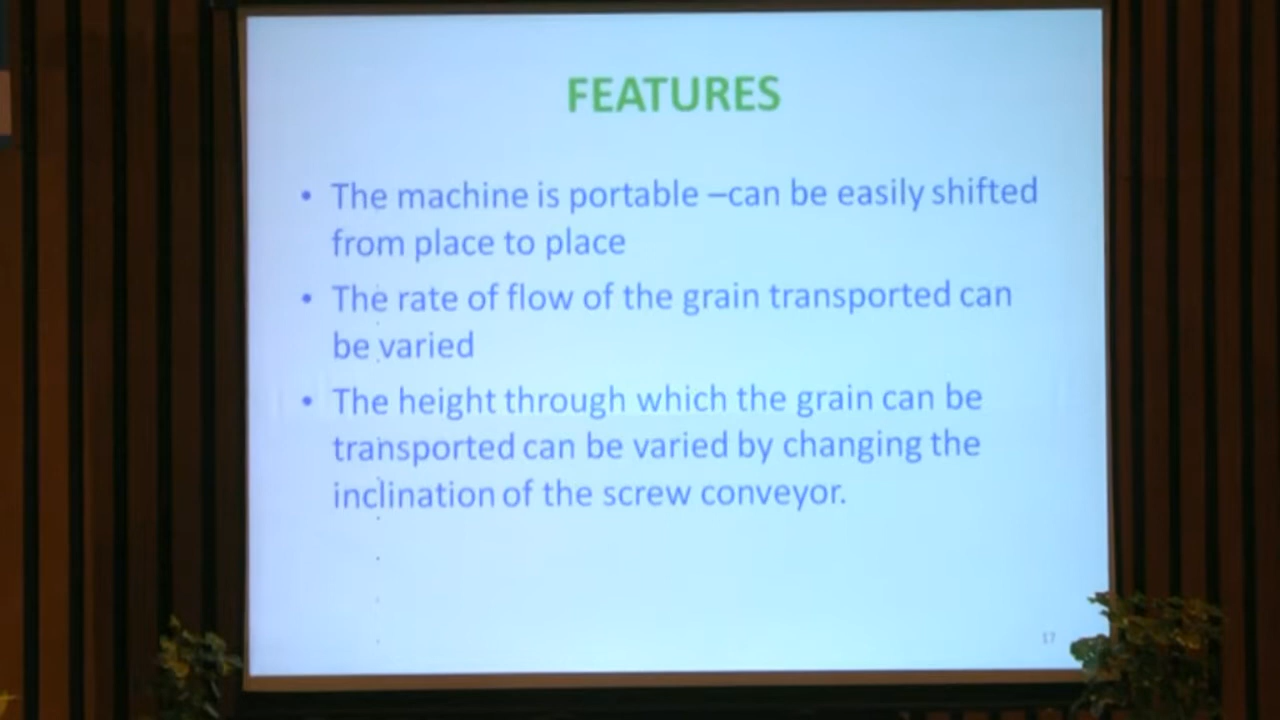 FEATURES
• The machine is portable –can be easily shifted
from place to place
• The rate of flow of the grain transported can
be varied
• The height through which the grain can be
transported can be varied by changing the
inclination of the screw conveyor.
17